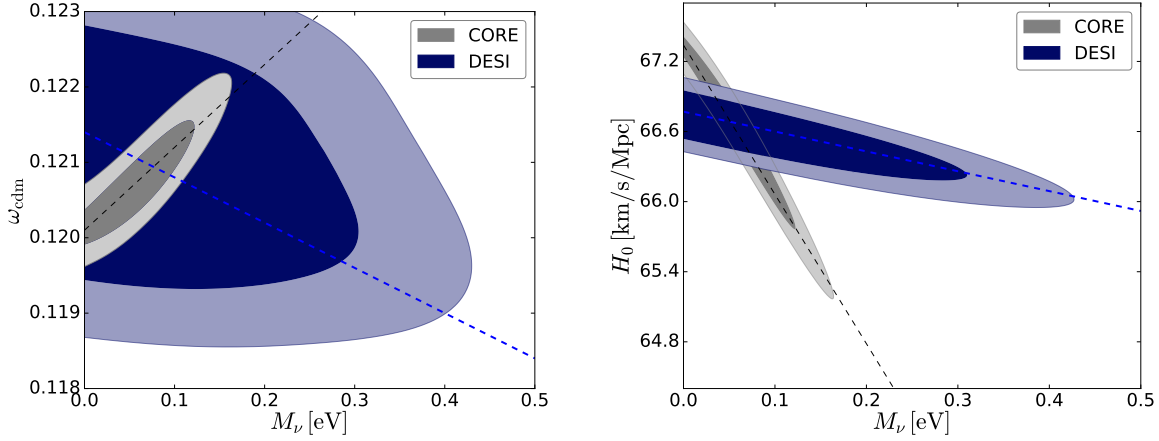 0.123
0.122
0.121
0.120
0.119
0.118
ω_cdm
0.0 0.1 0.2 0.3 0.4 0.5
M_ν [eV]
CORE
DESI
67.2
66.6
66.0
65.4
64.8
H_0 [km/s/Mpc]
0.0 0.1 0.2 0.3 0.4 0.5
M_ν [eV]
CORE
DESI